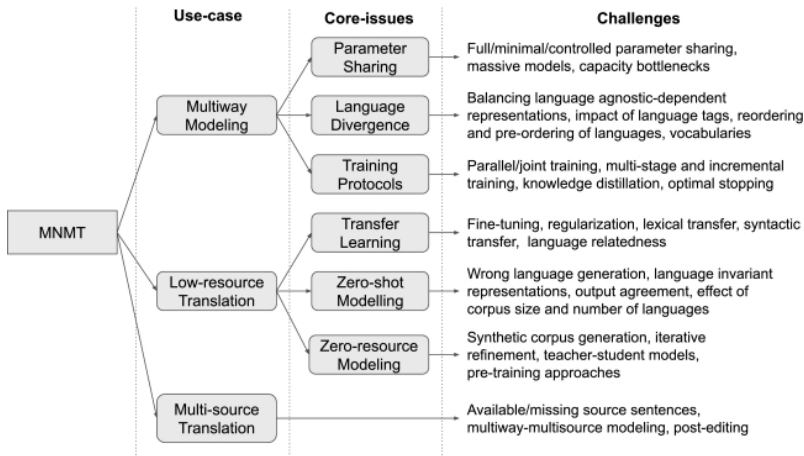 Use-case
Core-issues
Challenges
Parameter
Sharing
Full/minimal/controlled parameter sharing,
massive models, capacity bottlenecks
Multiway
Modeling
Language
Divergence
Balancing language agnostic-dependent
representations, impact of language tags, reordering
and pre-ordering of languages, vocabularies
Training
Protocols
Parallel/joint training, multi-stage and incremental
training, knowledge distillation, optimal stopping
MNMT
Transfer
Learning
Fine-tuning, regularization, lexical transfer, syntactic
transfer, language relatedness
Low-resource
Translation
Zero-shot
Modelling
Wrong language generation, language invariant
representations, output agreement, effect of
corpus size and number of languages
Zero-resource
Modeling
Synthetic corpus generation, iterative
refinement, teacher-student models,
pre-training approaches
Multi-source
Translation
Available/missing source sentences,
multiway-multisource modeling, post-editing